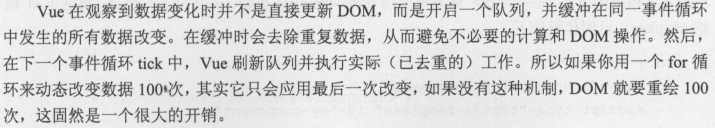 Vue 在观察到数据变化时并不是直接更新 DOM，而是开启一个队列，并缓冲在同一事件循环
中发生的所有数据改变。在缓冲时会去除重复数据，从而避免不必要的计算和 DOM 操作。然后，
在下一个事件循环 tick 中，Vue 刷新队列并执行实际（已去重的）工作。所以如果你用一个 for 循
环来动态改变数据 100次，其实它只会应用最后一次改变，如果没有这种机制，DOM 就要重绘 100
次，这固然是一个很大的开销。